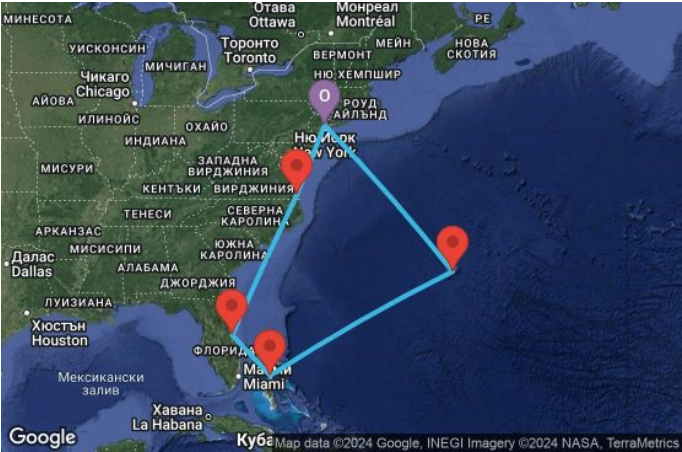 МИНЕСОТА
Отава
Ottawa
Монреал
Montréal
РЕ
УИСКОНСИН
МИЧИГАН
Торонто
Toronto
ВЕРМОНТ
МЕЙН
НОВА
СКОТИЯ
Чикаго
Chicago
НЮ ХЕМПШИР
АЙОВА
O
РОУД
АЙЛЪНД
ИЛИНОЙС
ОХАЙО
ИНДИАНА
Ню Йорк
New York
МИСУРИ
ЗАПАДНА
ВИРДЖИНИЯ
КЕНТЪКИ
ВИРДЖИНИЯ
ТЕНЕСИ
СЕВЕРНА
КАРОЛИНА
АРКАНЗАС
МИСИСИПИ
ЮЖНА
КАРОЛИНА
Далас
Dallas
АЛАБАМА
ДЖОРДЖИЯ
ЛУИЗИАНА
Хюстън
Houston
ФЛОРИДА
Маями
Miami
Мексикански
залив
Хавана
La Habana
Куба
Google
Map data ©2024 Google, INEGI Imagery ©2024 NASA, TerraMetrics